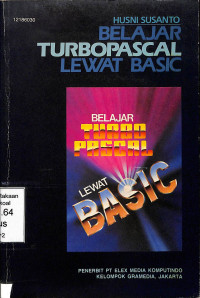 12186030
HUSNI SUSANTO
BELAJAR
TURBOPASCAL
LEWAT BASIC
BELAJAR
TURBO
PASCAL
LEWAT
BASIC
.64
PENERBIT PT ELEX MEDIA KOMPUTINDO
KELOMPOK GRAMEDIA, JAKARTA